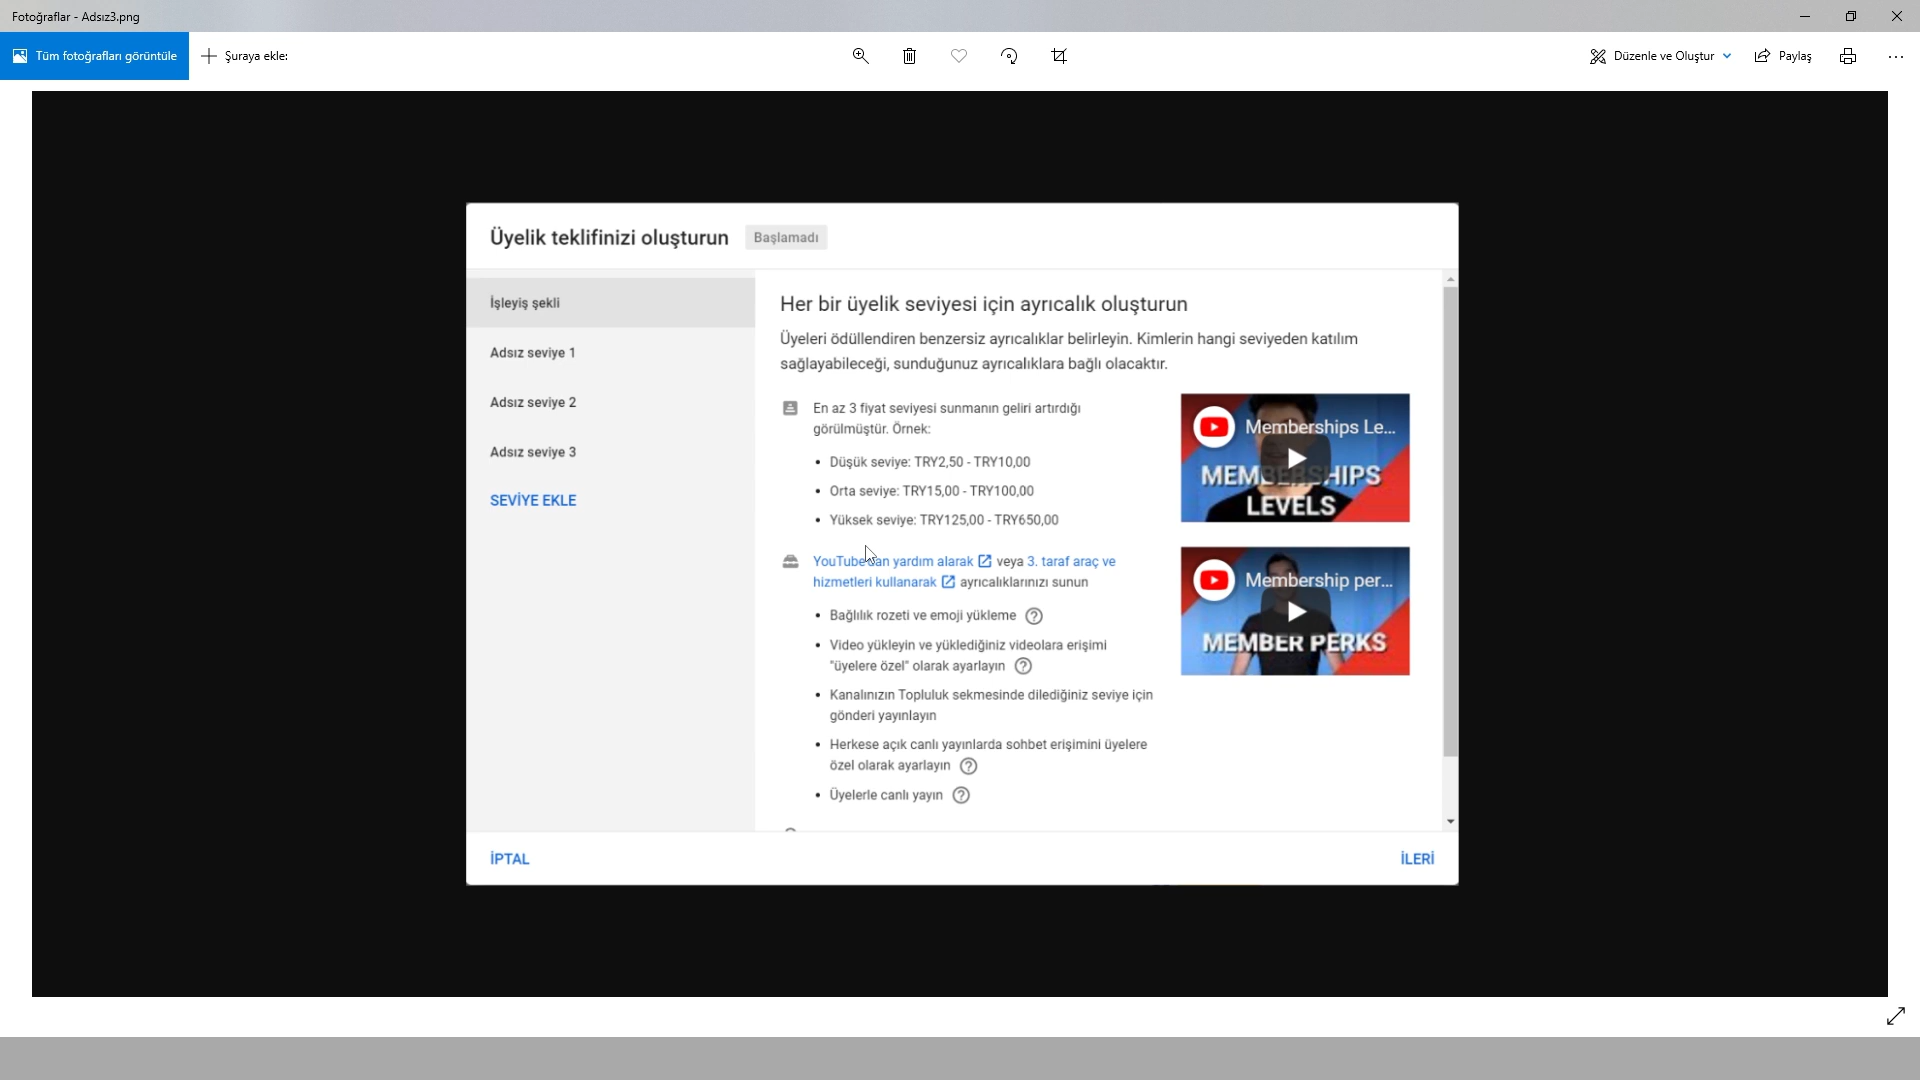 Fotoğraflar - Adsız3.png
Tüm fotoğrafları görüntüle
Şuraya ekle:
Düzenle ve Oluştur
Paylaş
Üyelik teklifinizi oluşturun
Başlamadı
İşleyiş şekli
Adsız seviye 1
Adsız seviye 2
Adsız seviye 3
SEVİYE EKLE
Her bir üyelik seviyesi için ayrıcalık oluşturun
Üyeleri ödüllendiren benzersiz ayrıcalıklar belirleyin. Kimlerin hangi seviyeden katılım
sağlayabileceği, sunduğunuz ayrıcalıklara bağlı olacaktır.
En az 3 fiyat seviyesi sunmanın geliri artırdığı
görülmüştür. Örnek:
• Düşük seviye: TRY2,50 - TRY10,00
• Orta seviye: TRY15,00 - TRY100,00
• Yüksek seviye: TRY125,00 - TRY650,00
YouTube'dan yardım alarak veya 3. taraf araç ve
hizmetleri kullanarak ayrıcalıklarınızı sunun
• Bağlılık rozeti ve emoji yükleme
• Video yükleyin ve yüklediğiniz videolara erişimi
"üyelere özel" olarak ayarlayın
• Kanalınızın Topluluk sekmesinde dilediğiniz seviye için
gönderi yayınlayın
• Herkese açık canlı yayınlarda sohbet erişimini üyelere
özel olarak ayarlayın
• Üyelerle canlı yayın
Memberships Le...
MEMBERSHIPS
LEVELS
Membership per...
MEMBER PERKS
İPTAL
İLERİ